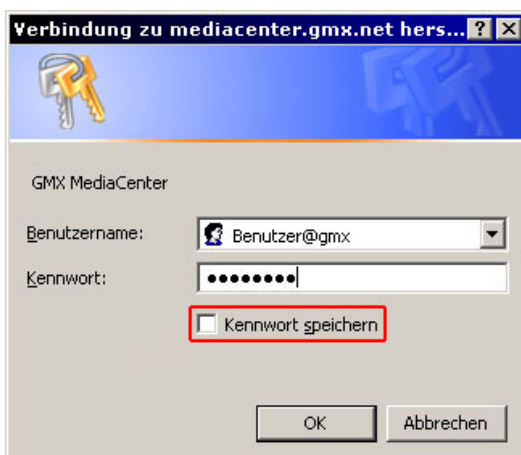 Verbindung zu mediacenter.gmx.net hers...
GMX MediaCenter
Benutzername: Benutzer@gmx
Kennwort: ••••••••
Kennwort speichern
OK Abbrechen